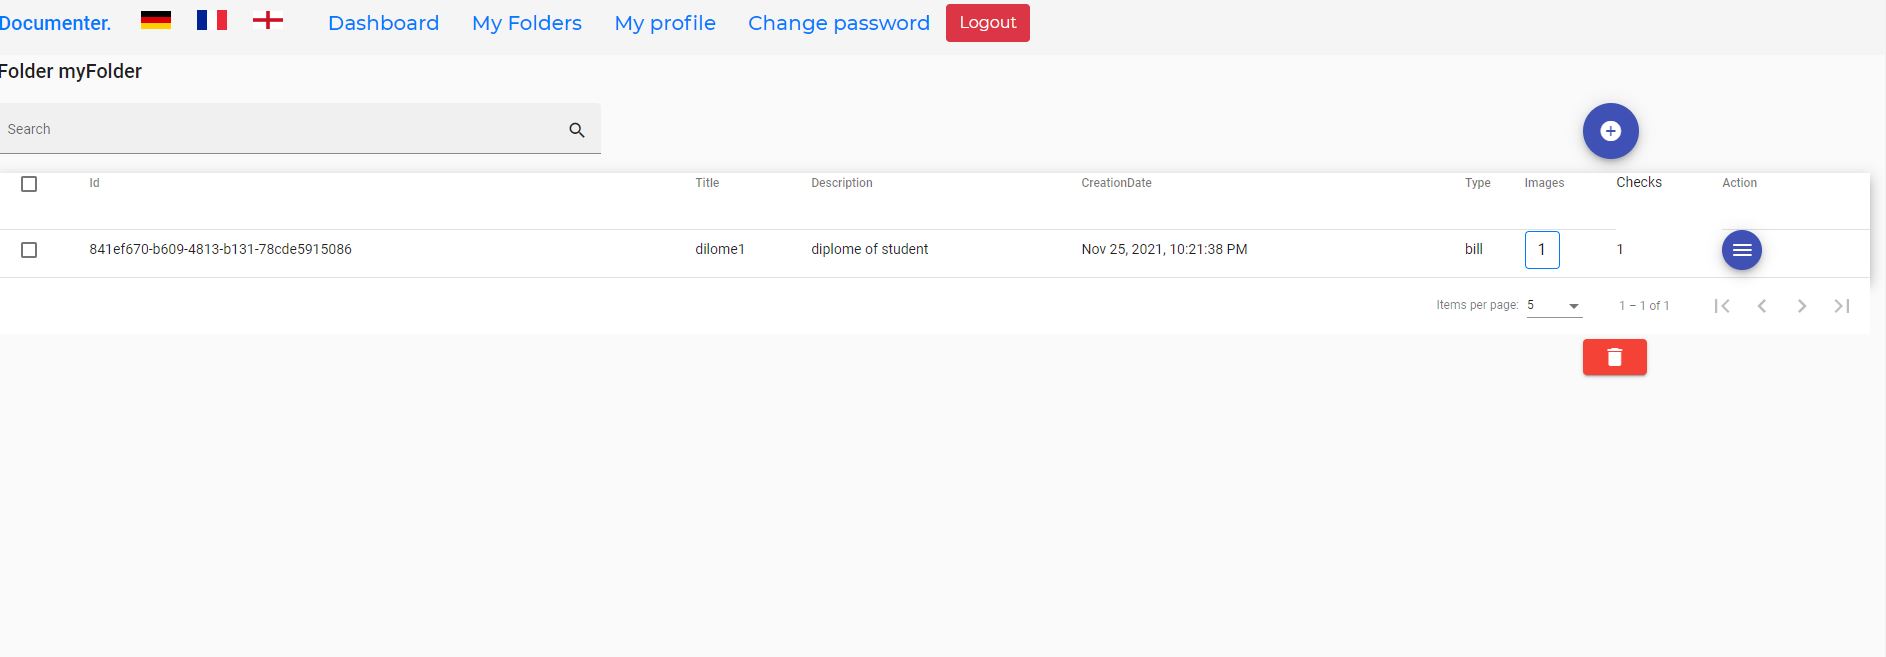 Documenter. Dashboard My Folders My profile Change password Logout
Folder myFolder
Search
Id Title Description CreationDate Type Images Checks Action
841ef670-b609-4813-b131-78cde5915086 dilome1 diplome of student Nov 25, 2021, 10:21:38 PM bill 1 1
Items per page: 5 1 – 1 of 1